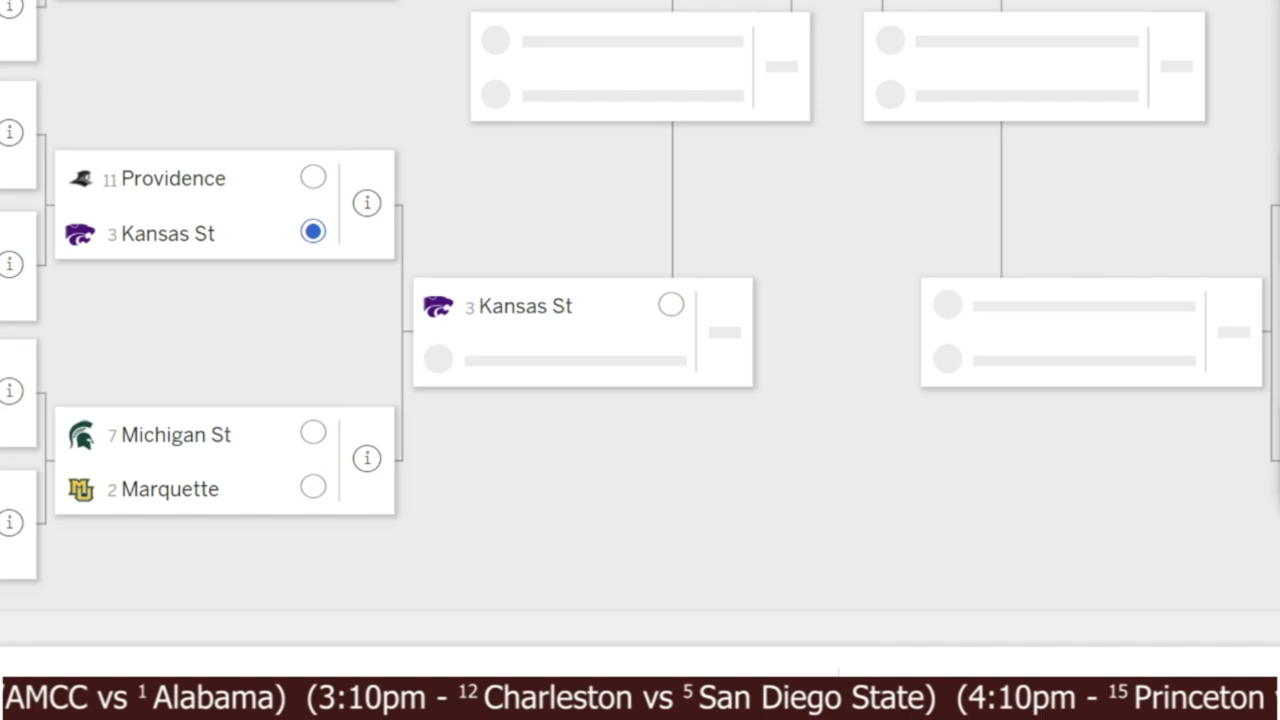 11 Providence
3 Kansas St
3 Kansas St
7 Michigan St
2 Marquette
AMCC vs 1 Alabama) (3:10pm - 12 Charleston vs 5 San Diego State) (4:10pm - 15 Princeton